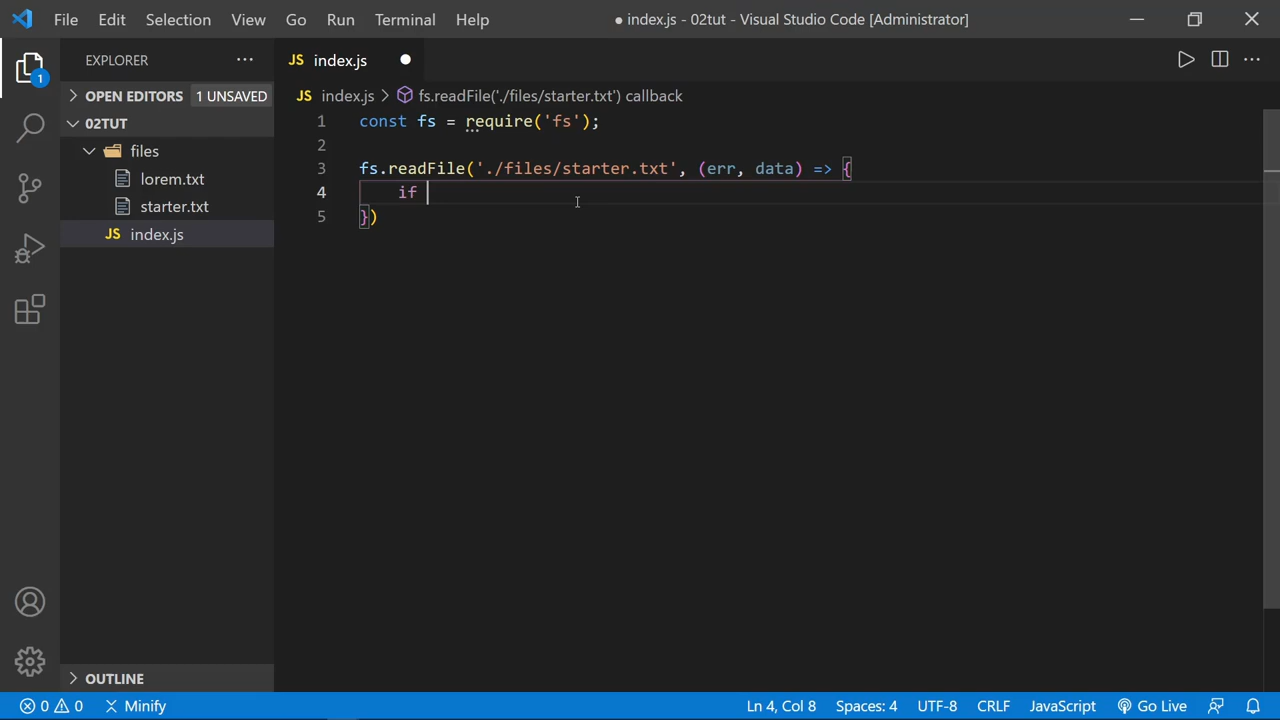 File Edit Selection View Go Run Terminal Help ● index.js - 02tut - Visual Studio Code [Administrator]
EXPLORER ···
JS index.js ●
OPEN EDITORS 1 UNSAVED
JS index.js > fs.readFile('./files/starter.txt') callback
02TUT
files
lorem.txt
starter.txt
JS index.js
1 const fs = require('fs');
2
3 fs.readFile('./files/starter.txt', (err, data) => {
4 if
5 })
1
OUTLINE
0 0 Minify Ln 4, Col 8 Spaces: 4 UTF-8 CRLF JavaScript Go Live